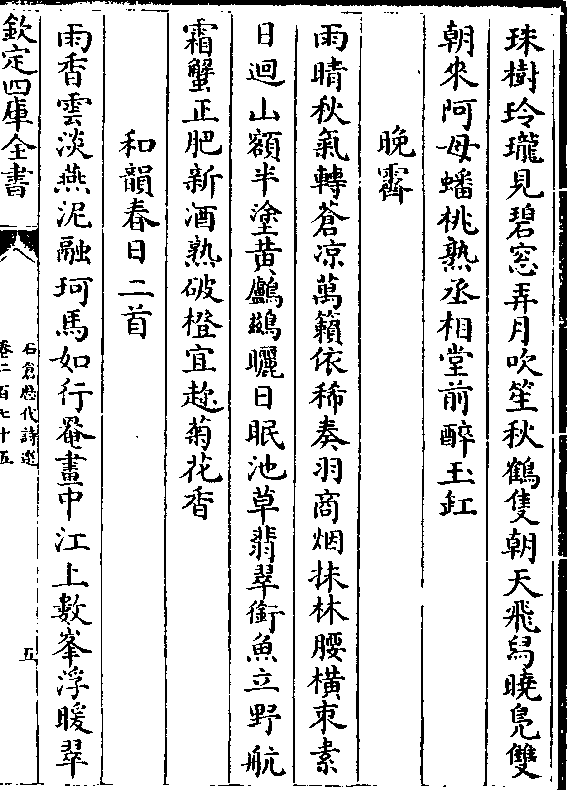 珠樹玲瓏見碧窓弄月吹笙秋鶴隻朝天飛舄曉鳬雙
朝來阿母蟠桃熟丞相堂前醉玉缸
晚霽
雨晴秋氣轉蒼凉萬籟依稀奏羽商烟抹林腰橫束素
日迴山額半塗黄鸕鷀曬日眠池草翡翠銜魚立野航
霜蟹正肥新酒熟破橙宜趂菊花香
和韻春日二首
雨香雲淡燕泥融珂馬如行罨畫中江上數峯浮暖翠
欽定四庫全書
石倉歷代詩選
卷二百七十五
五